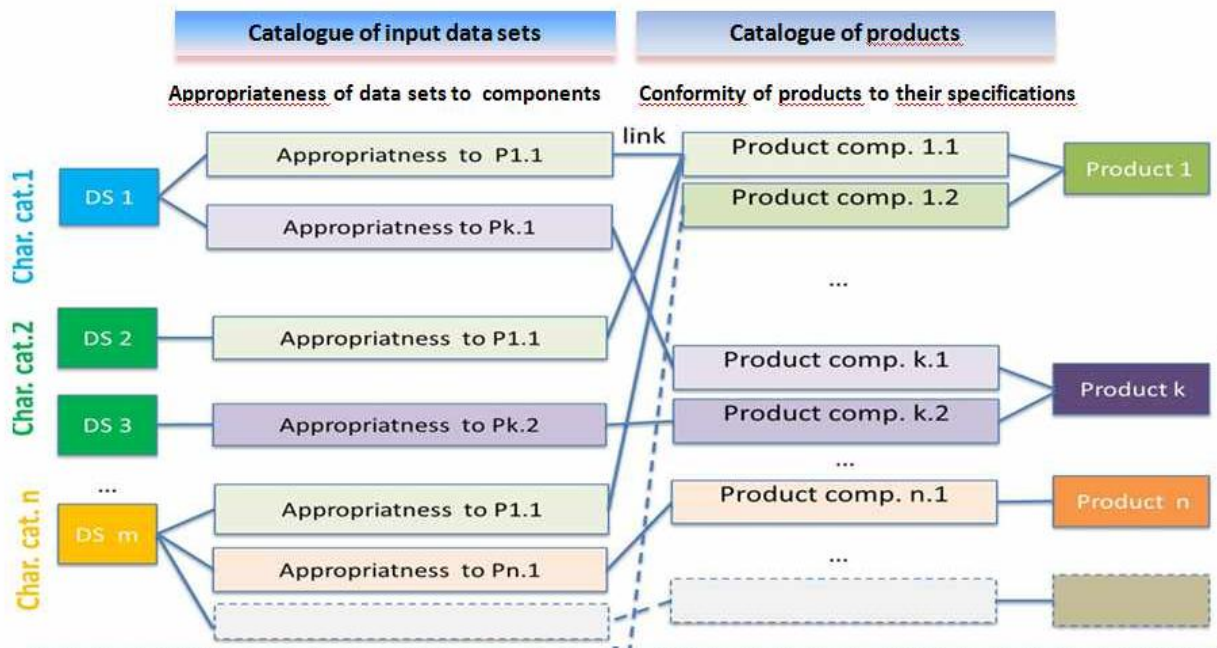 Catalogue of input data sets
Catalogue of products
Appropriateness of data sets to components
Conformity of products to their specifications
link
Char. cat.1
DS 1
Appropriatness to P1.1
Appropriatness to Pk.1
Product comp. 1.1
Product comp. 1.2
Product 1
...
Char. cat.2
DS 2
Appropriatness to P1.1
Product comp. k.1
Product k
DS 3
Appropriatness to Pk.2
Product comp. k.2
...
...
Char. cat. n
DS m
Appropriatness to P1.1
Appropriatness to Pn.1
Product comp. n.1
Product n
...